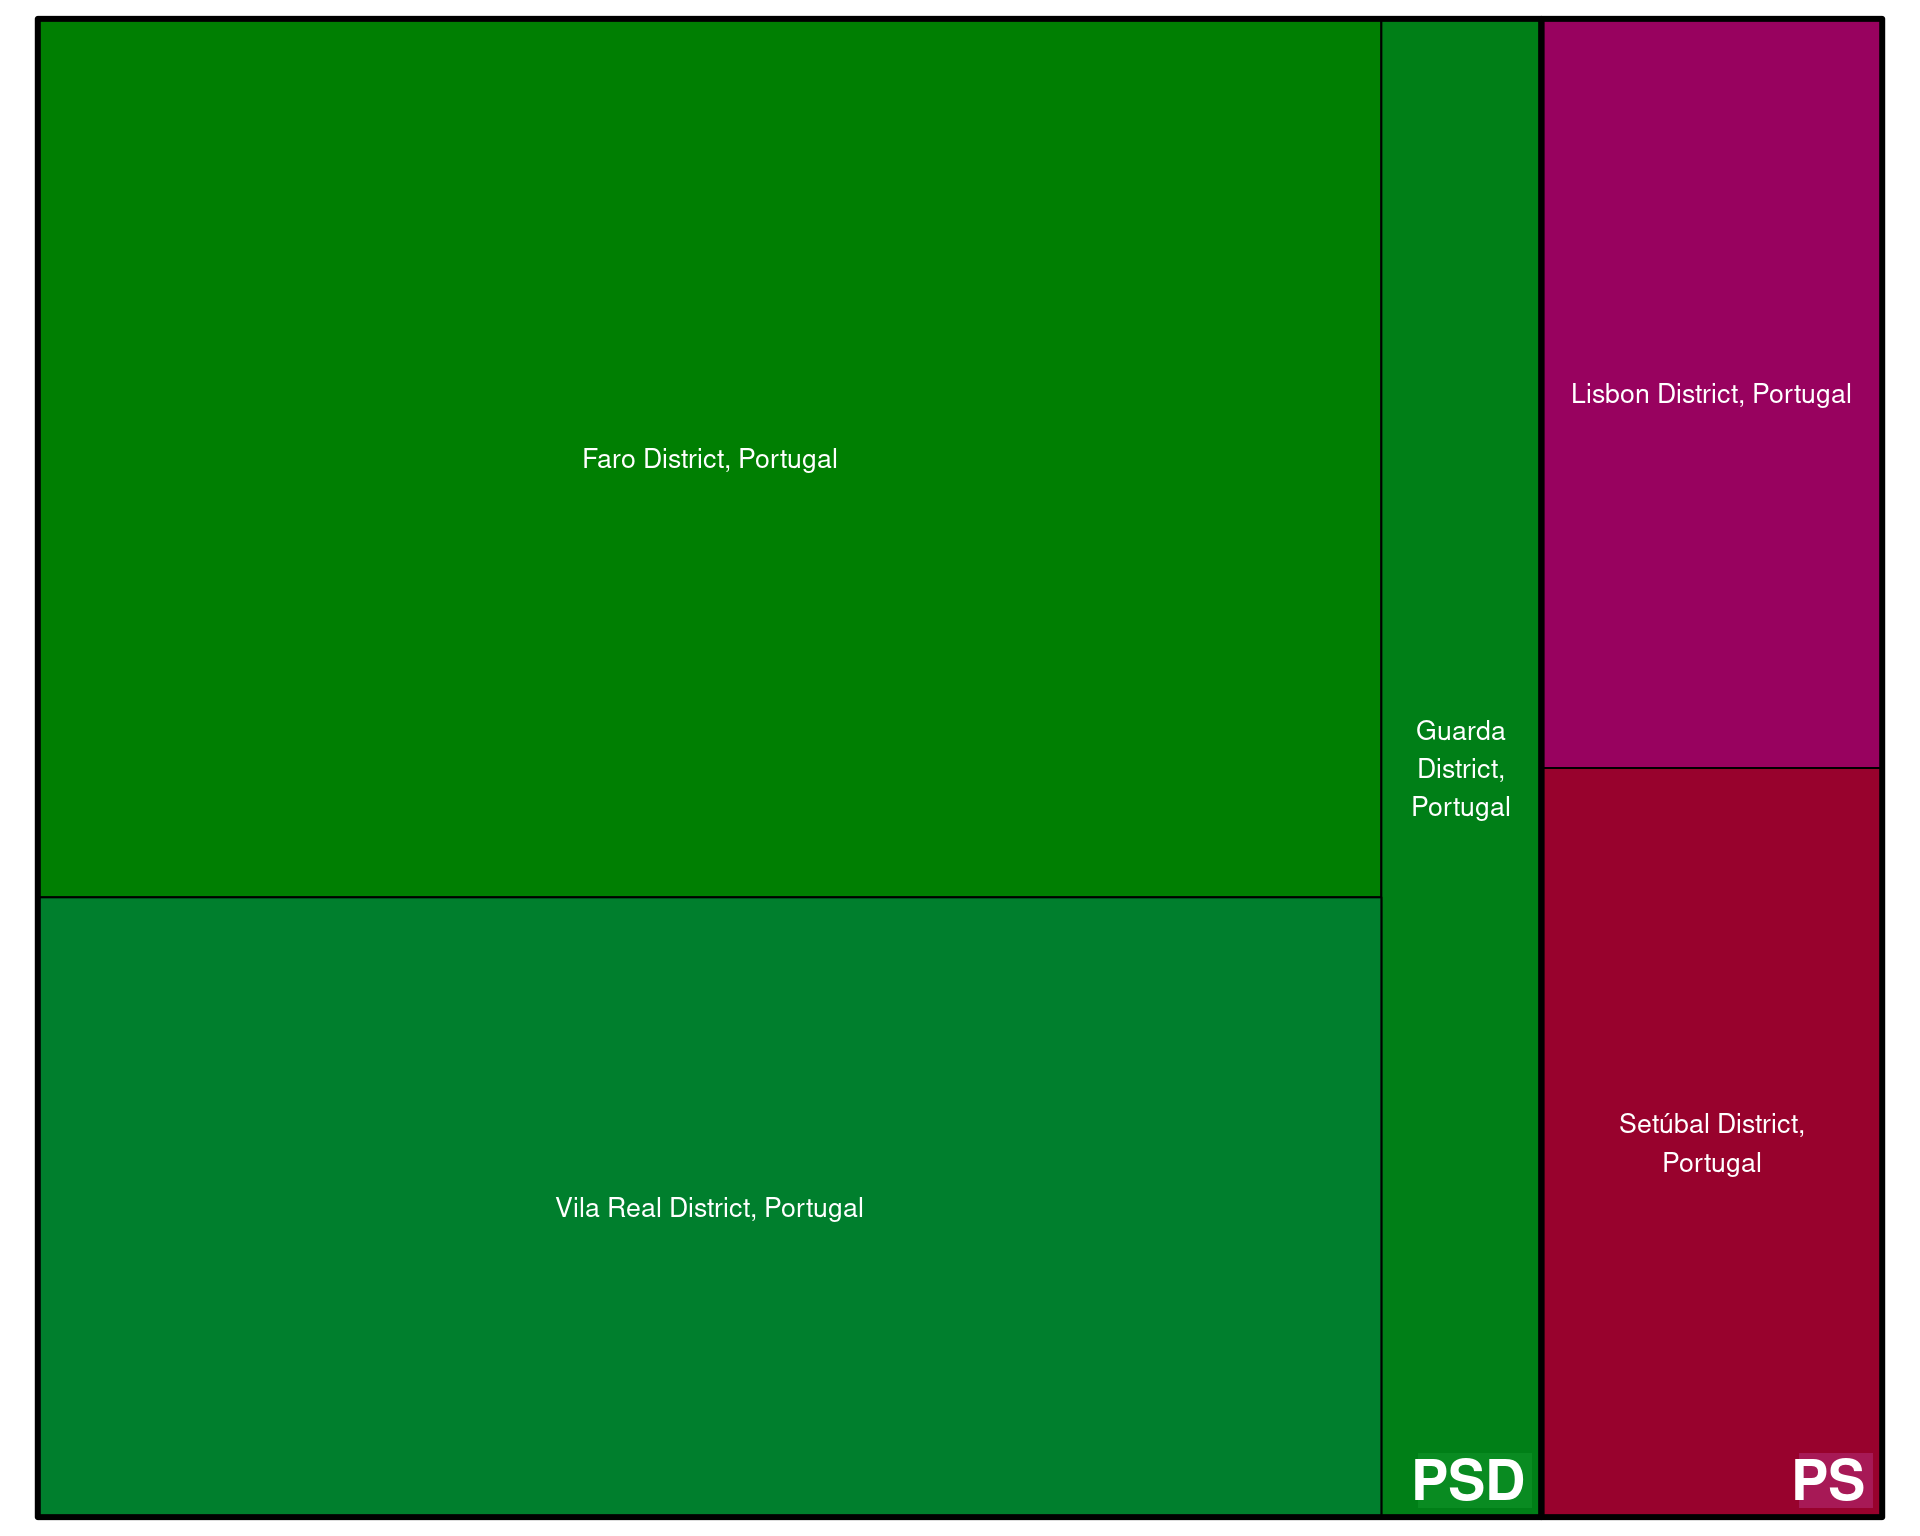 Faro District, Portugal
Vila Real District, Portugal
Guarda
District,
Portugal
PSD
Lisbon District, Portugal
Setúbal District,
Portugal
PS